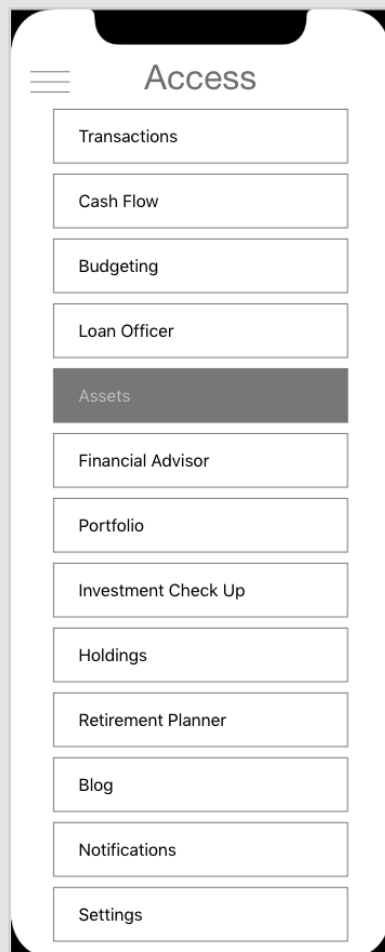 Access
Transactions
Cash Flow
Budgeting
Loan Officer
Assets
Financial Advisor
Portfolio
Investment Check Up
Holdings
Retirement Planner
Blog
Notifications
Settings